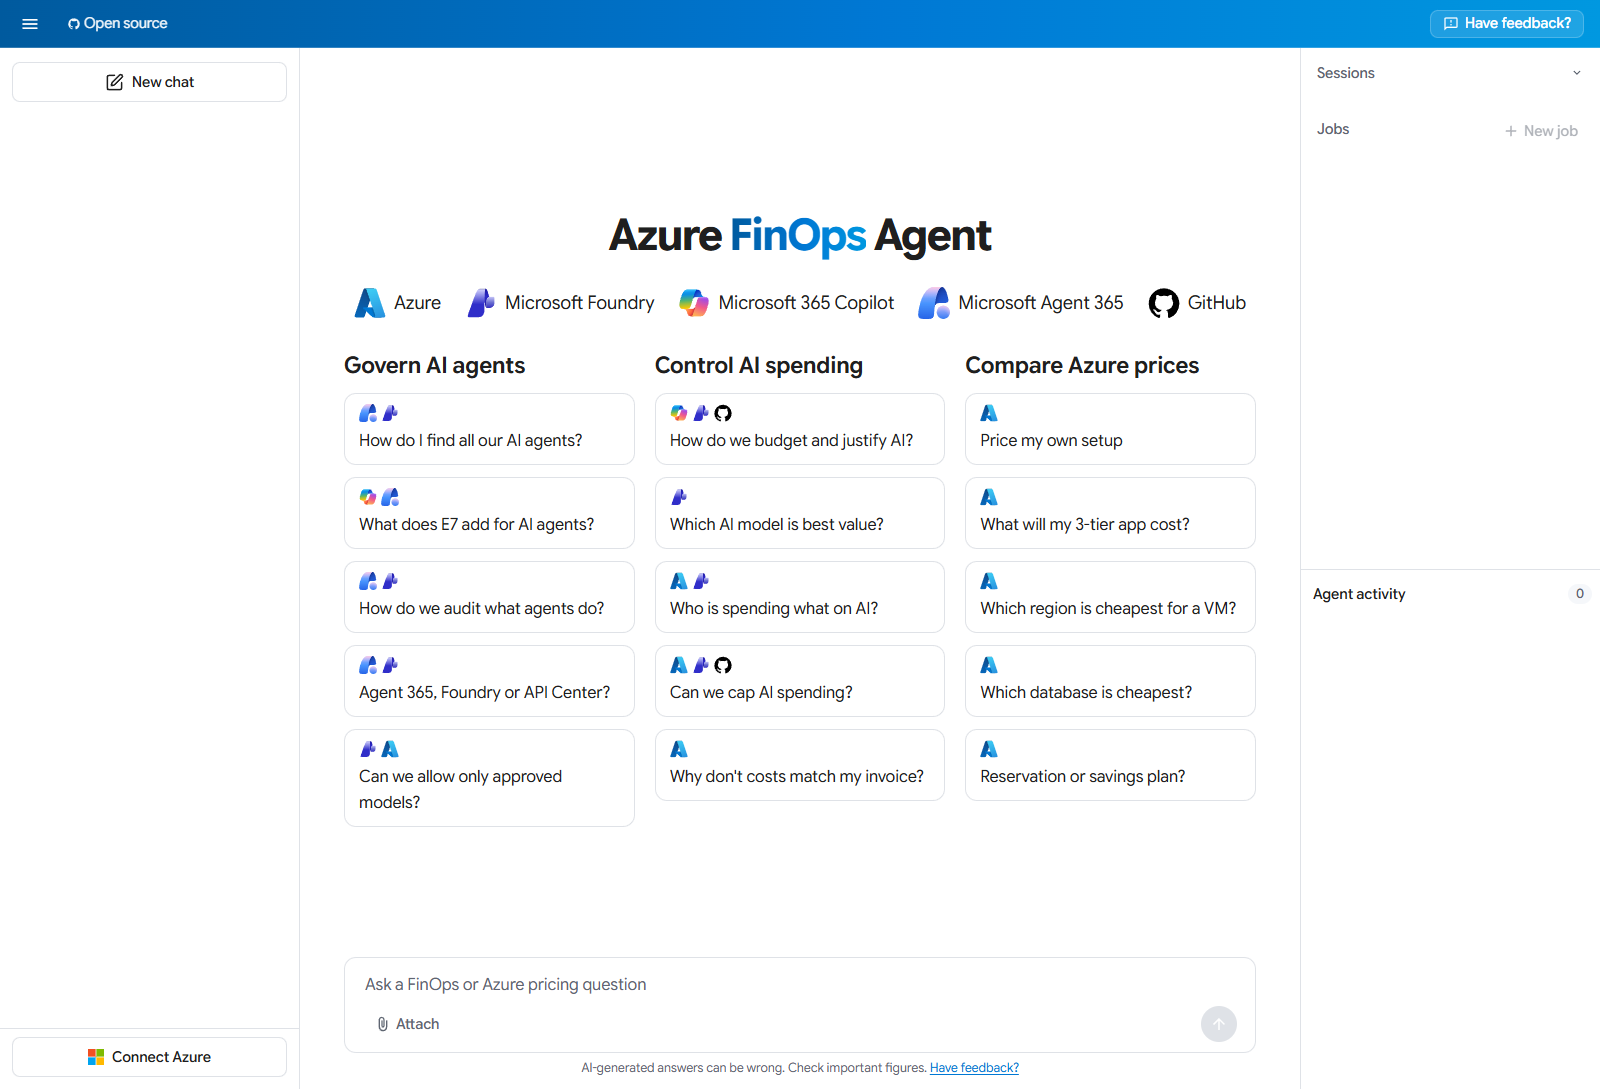 Open source
Have feedback?
New chat
Sessions
Jobs
New job
Azure FinOps Agent
Azure
Microsoft Foundry
Microsoft 365 Copilot
Microsoft Agent 365
GitHub
Govern AI agents
How do I find all our AI agents?
What does E7 add for AI agents?
How do we audit what agents do?
Agent 365, Foundry or API Center?
Can we allow only approved
models?
Control AI spending
How do we budget and justify AI?
Which AI model is best value?
Who is spending what on AI?
Can we cap AI spending?
Why don't costs match my invoice?
Compare Azure prices
Price my own setup
What will my 3-tier app cost?
Which region is cheapest for a VM?
Which database is cheapest?
Reservation or savings plan?
Agent activity
0
Ask a FinOps or Azure pricing question
Attach
AI-generated answers can be wrong. Check important figures. Have feedback?
Connect Azure